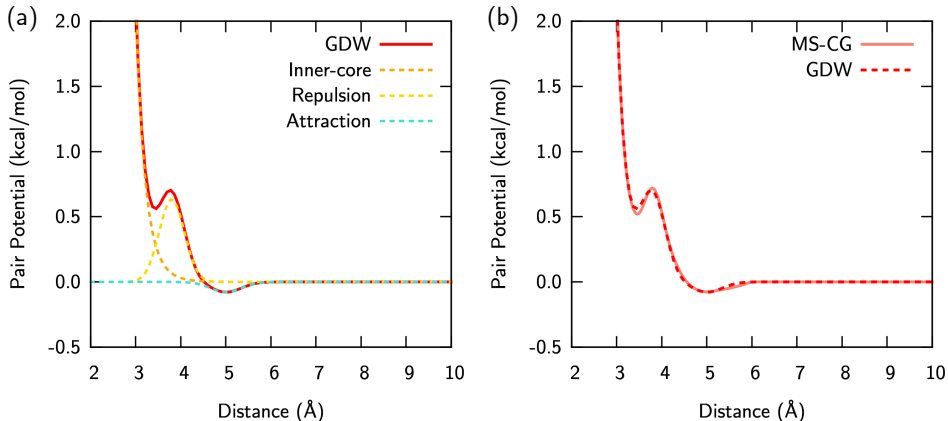 (a)
Pair Potential (kcal/mol)
2.0
1.5
1.0
0.5
0.0
-0.5
GDW
Inner-core
Repulsion
Attraction
2 3 4 5 6 7 8 9 10
Distance (Å)
(b)
Pair Potential (kcal/mol)
2.0
1.5
1.0
0.5
0.0
-0.5
MS-CG
GDW
2 3 4 5 6 7 8 9 10
Distance (Å)